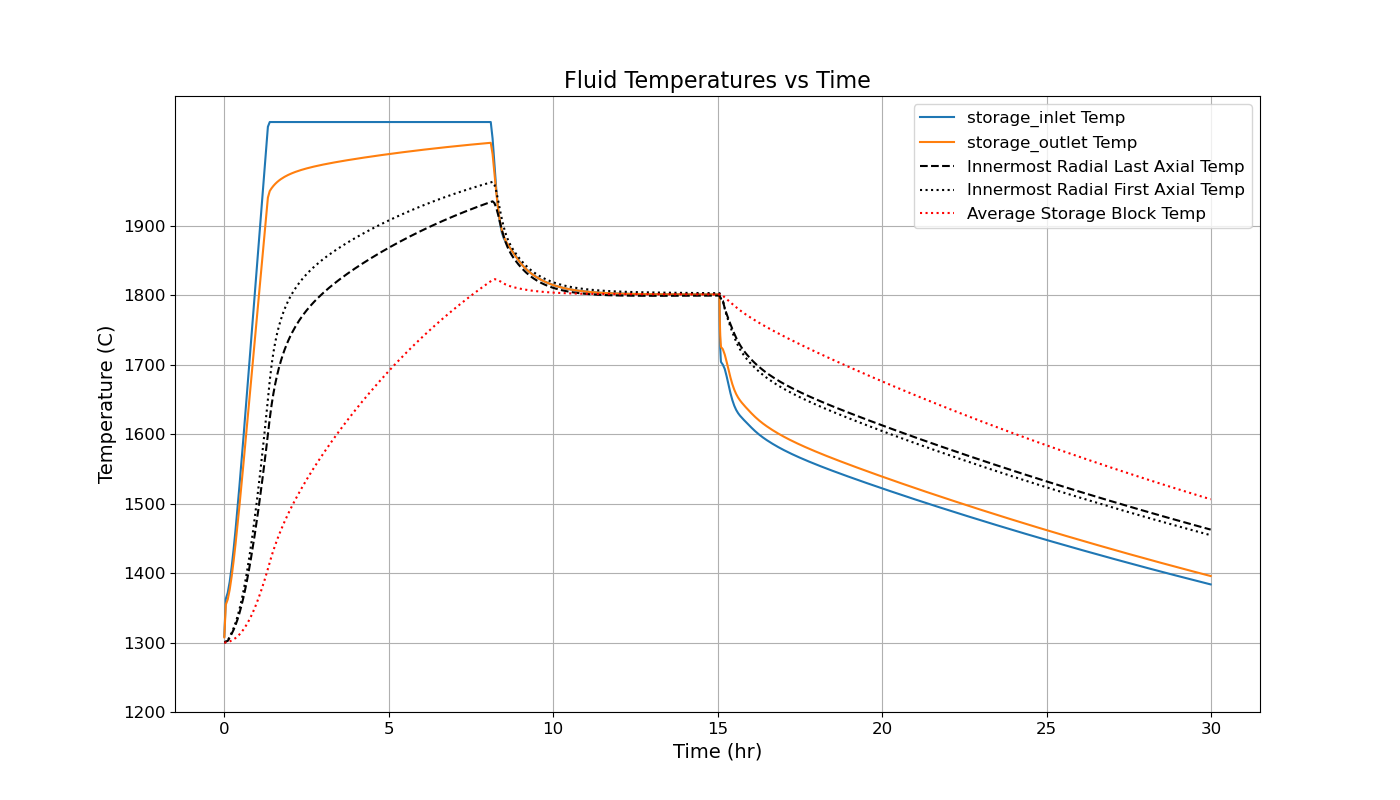 Fluid Temperatures vs Time
storage_inlet Temp
storage_outlet Temp
Innermost Radial Last Axial Temp
Innermost Radial First Axial Temp
Average Storage Block Temp
Temperature (C)
1900
1800
1700
1600
1500
1400
1300
1200
0 5 10 15 20 25 30
Time (hr)